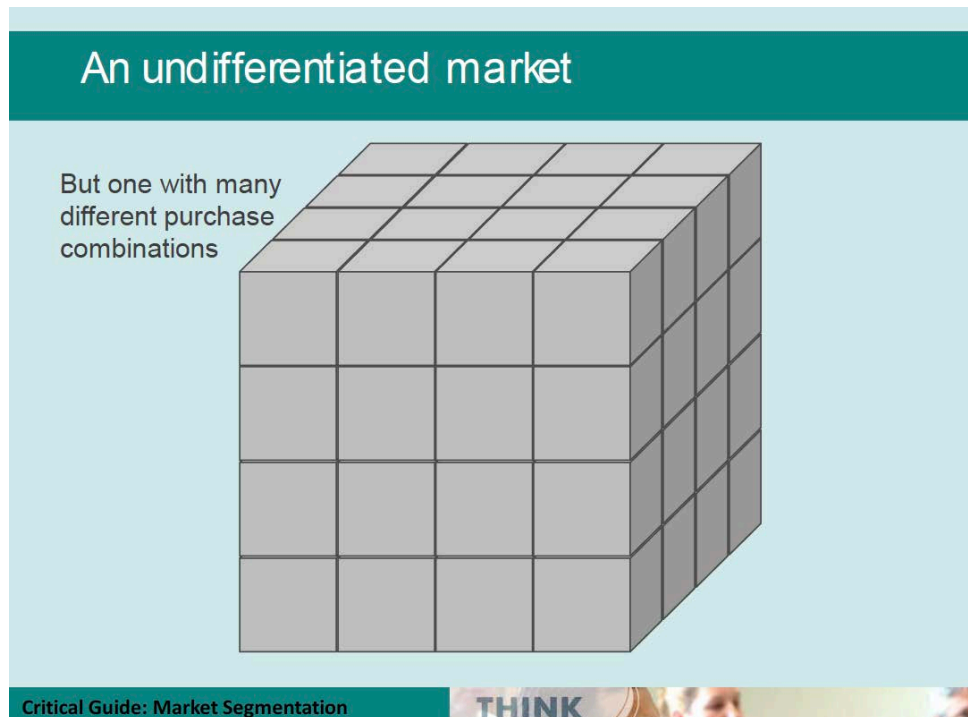 An undifferentiated market
But one with many
different purchase
combinations
Critical Guide: Market Segmentation
THINK